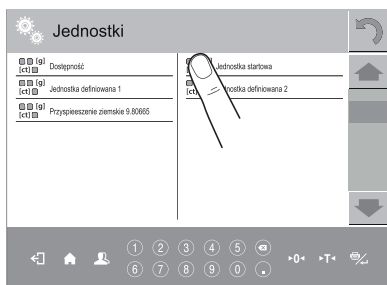 Jednostki
[g] [ct] Dostępność
Jednostka startowa
[g] [ct] Jednostka definiowana 1
[ct] nostka definiowana 2
[g] [ct] Przyspieszenie ziemskie 9.80665
1 2 3 4 5
6 7 8 9 0 .
0 T